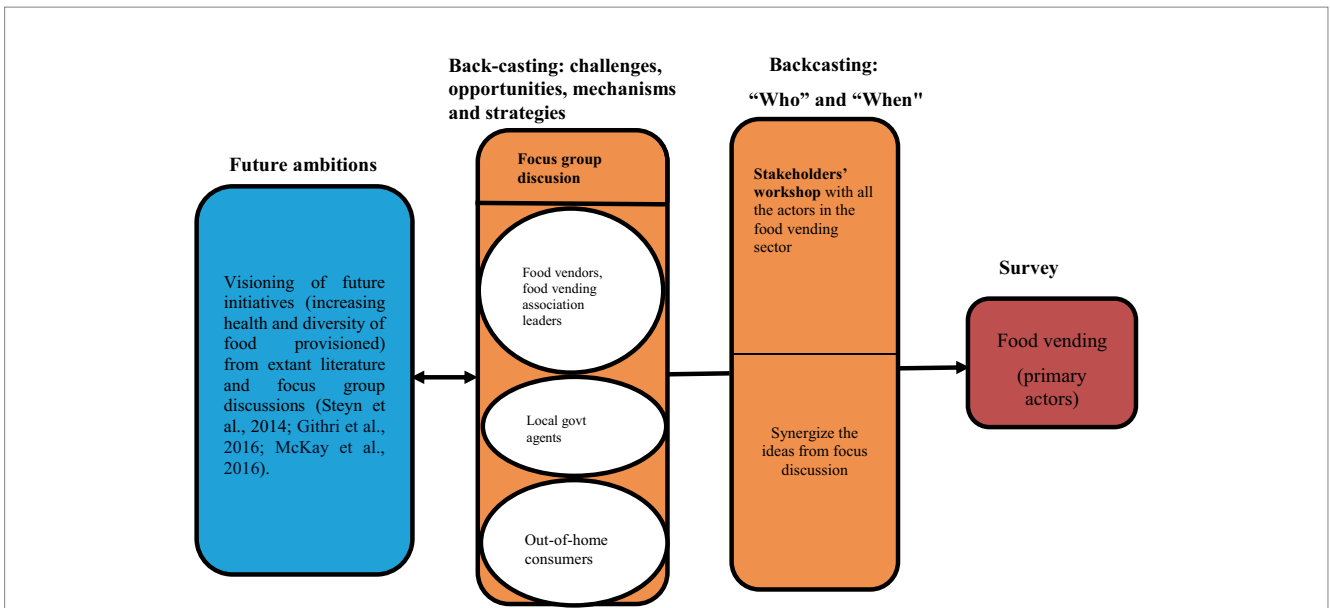 Future ambitions
Visioning of future
initiatives (increasing
health and diversity of
food provisioned)
from extant literature
and focus group
discussions (Steyn
et al., 2014; Githri et al.,
2016; McKay et al.,
2016).
Back-casting: challenges,
opportunities, mechanisms
and strategies
Focus group
discusion
Food vendors,
food vending
association
leaders
Local govt
agents
Out-of-home
consumers
Backcasting:
“Who” and “When"
Stakeholders’
workshop with all
the actors in the
food vending
sector
Synergize the
ideas from focus
discussion
Survey
Food vending
(primary
actors)